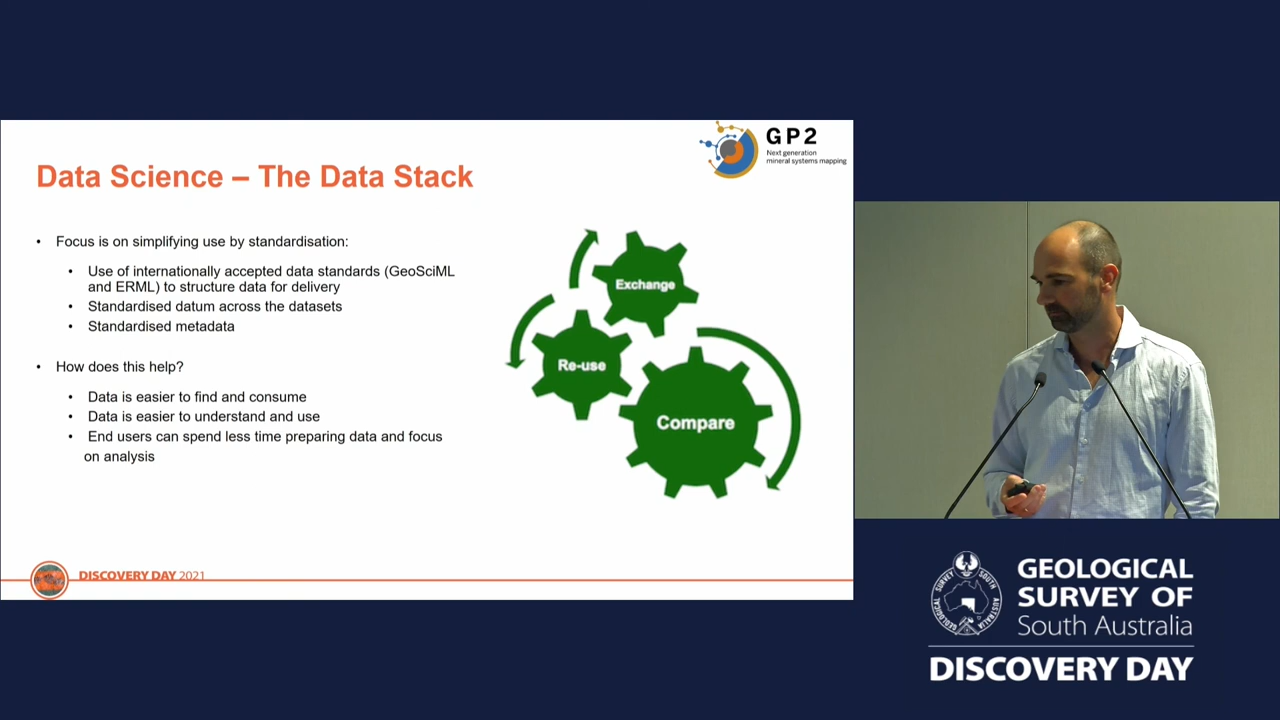 GP2
Next generation
mineral systems mapping
Data Science – The Data Stack
• Focus is on simplifying use by standardisation:
• Use of internationally accepted data standards (GeoSciML
and ERML) to structure data for delivery
• Standardised datum across the datasets
• Standardised metadata
• How does this help?
• Data is easier to find and consume
• Data is easier to understand and use
• End users can spend less time preparing data and focus
on analysis
Exchange
Re-use
Compare
DISCOVERY DAY 2021
GEOLOGICAL SURVEY SOUTH AUSTRALIA
GEOLOGICAL
SURVEY OF
South Australia
DISCOVERY DAY